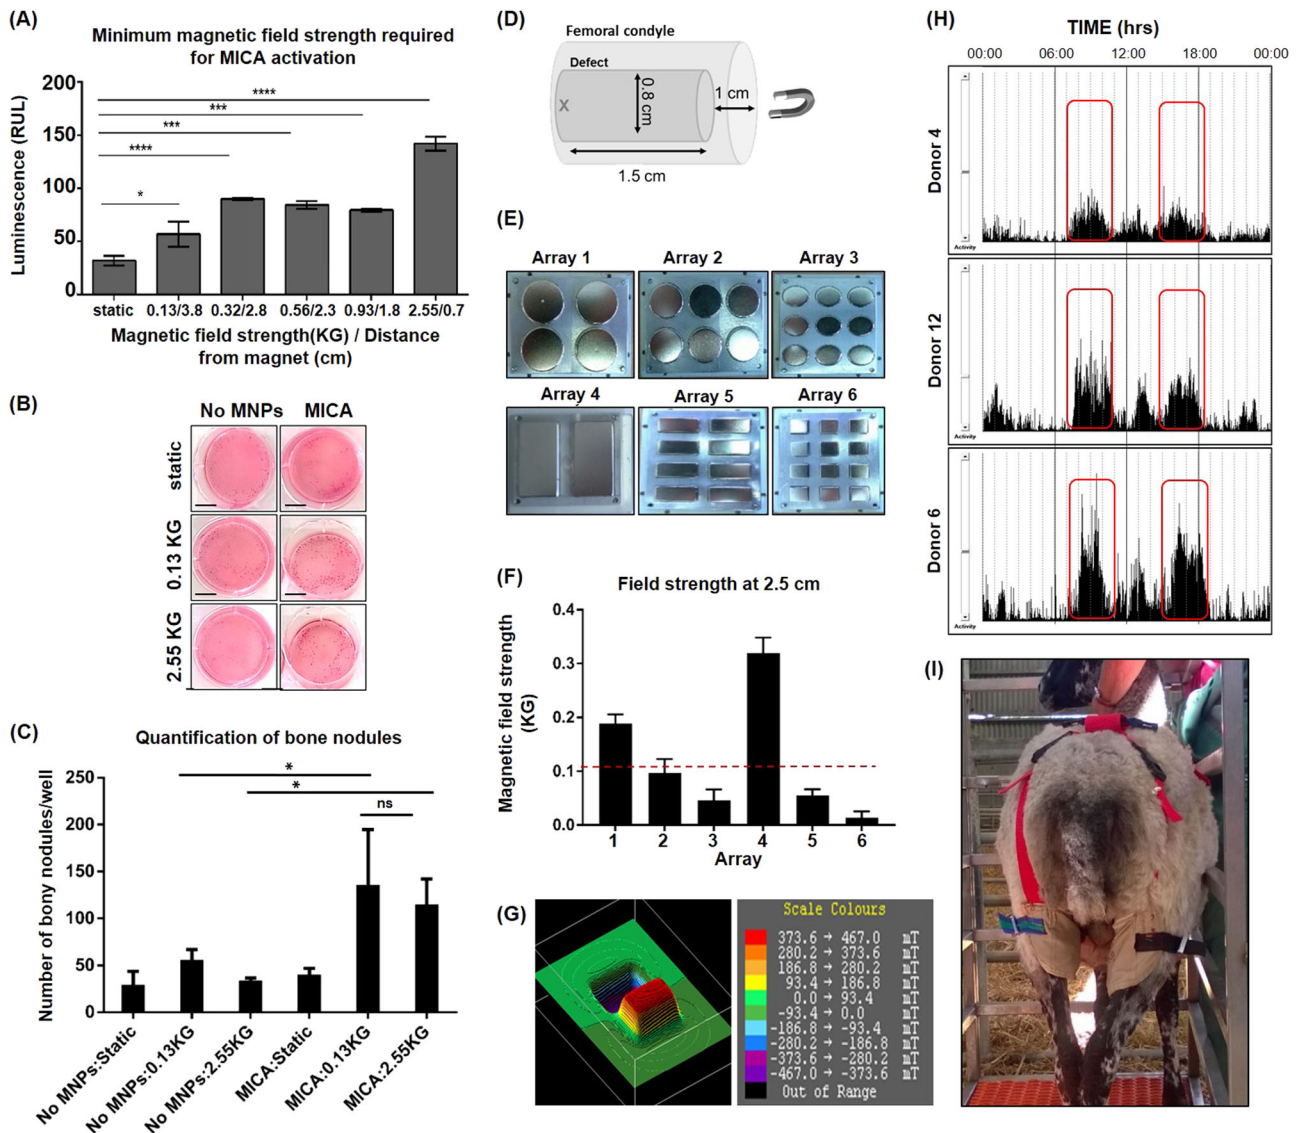 (A)
Minimum magnetic field strength required
for MICA activation
Luminescence (RUL)
200
150
100
50
0
****
***
***
****
*
static 0.13/3.8 0.32/2.8 0.56/2.3 0.93/1.8 2.55/0.7
Magnetic field strength(KG) / Distance
from magnet (cm)
(B)
No MNPs MICA
static
0.13 KG
2.55 KG
(C)
Quantification of bone nodules
Number of bony nodules/well
250
200
150
100
50
0
*
*
ns
No MNPs:Static
No MNPs:0.13KG
No MNPs:2.55KG
MICA:Static
MICA:0.13KG
MICA:2.55KG
(D)
Femoral condyle
Defect
X
0.8 cm
1 cm
1.5 cm
(E)
Array 1 Array 2 Array 3
Array 4 Array 5 Array 6
(F)
Field strength at 2.5 cm
Magnetic field strength
(KG)
0.4
0.3
0.2
0.1
0.0
1 2 3 4 5 6
Array
(G)
Scale Colours
373.6 → 467.0 mT
280.2 → 373.6 mT
186.8 → 280.2 mT
93.4 → 186.8 mT
0.0 → 93.4 mT
-93.4 → 0.0 mT
-186.8 → -93.4 mT
-280.2 → -186.8 mT
-373.6 → -280.2 mT
-467.0 → -373.6 mT
Out of Range
(H)
TIME (hrs)
00:00 06:00 12:00 18:00 00:00
Donor 4
Activity
Donor 12
Activity
Donor 6
Activity
(I)